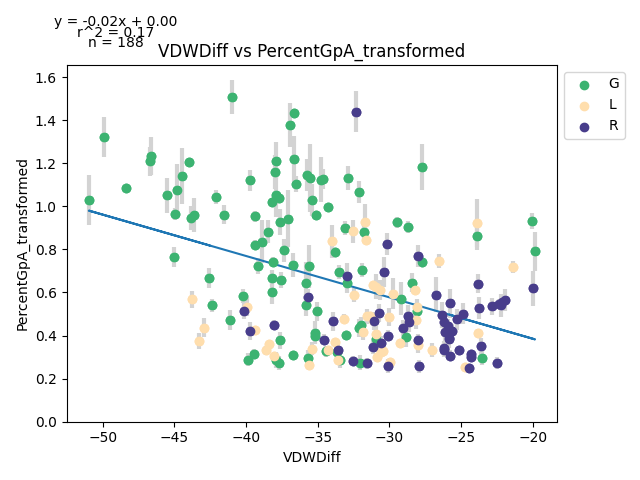 y = -0.02x + 0.00
r^2 = 0.17
n = 188
VDWDiff vs PercentGpA_transformed
G
L
R
PercentGpA_transformed
1.6
1.4
1.2
1.0
0.8
0.6
0.4
0.2
0.0
−50 −45 −40 −35 −30 −25 −20
VDWDiff